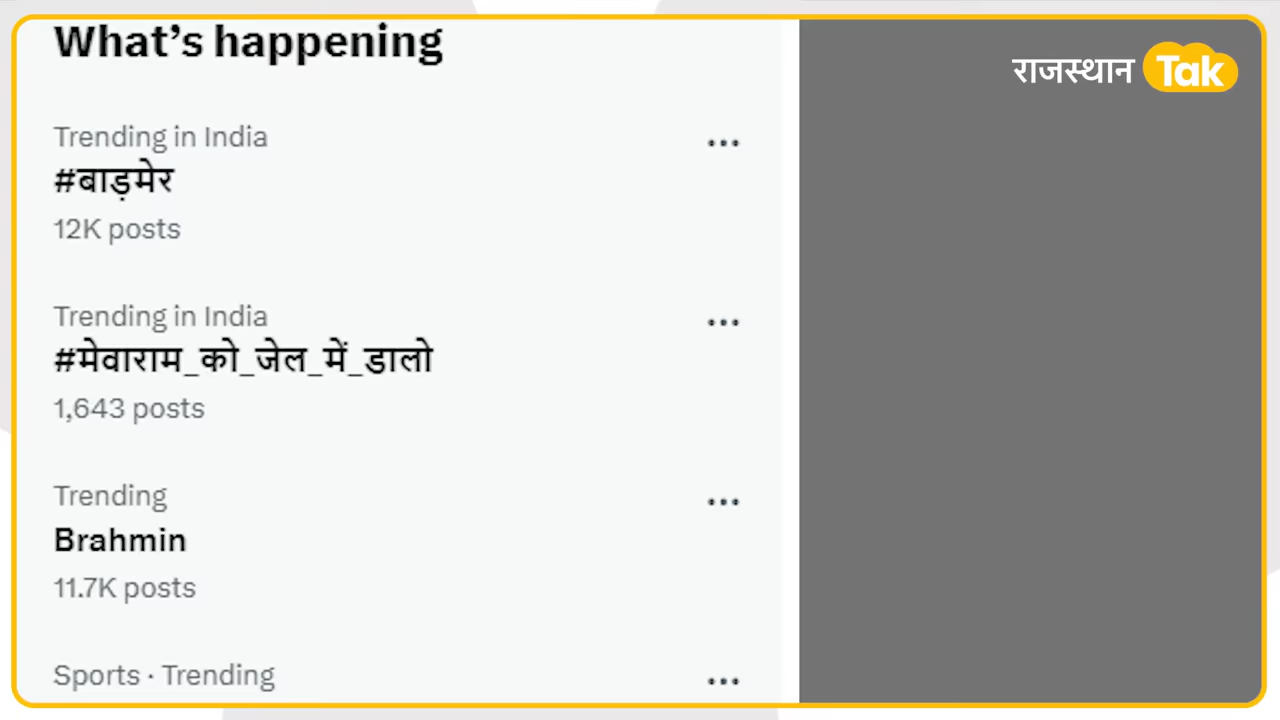 What's happening
राजस्थान Tak
Trending in India
#बाड़मेर
12K posts
Trending in India
#मेवाराम_को_जेल_में_डालो
1,643 posts
Trending
Brahmin
11.7K posts
Sports · Trending